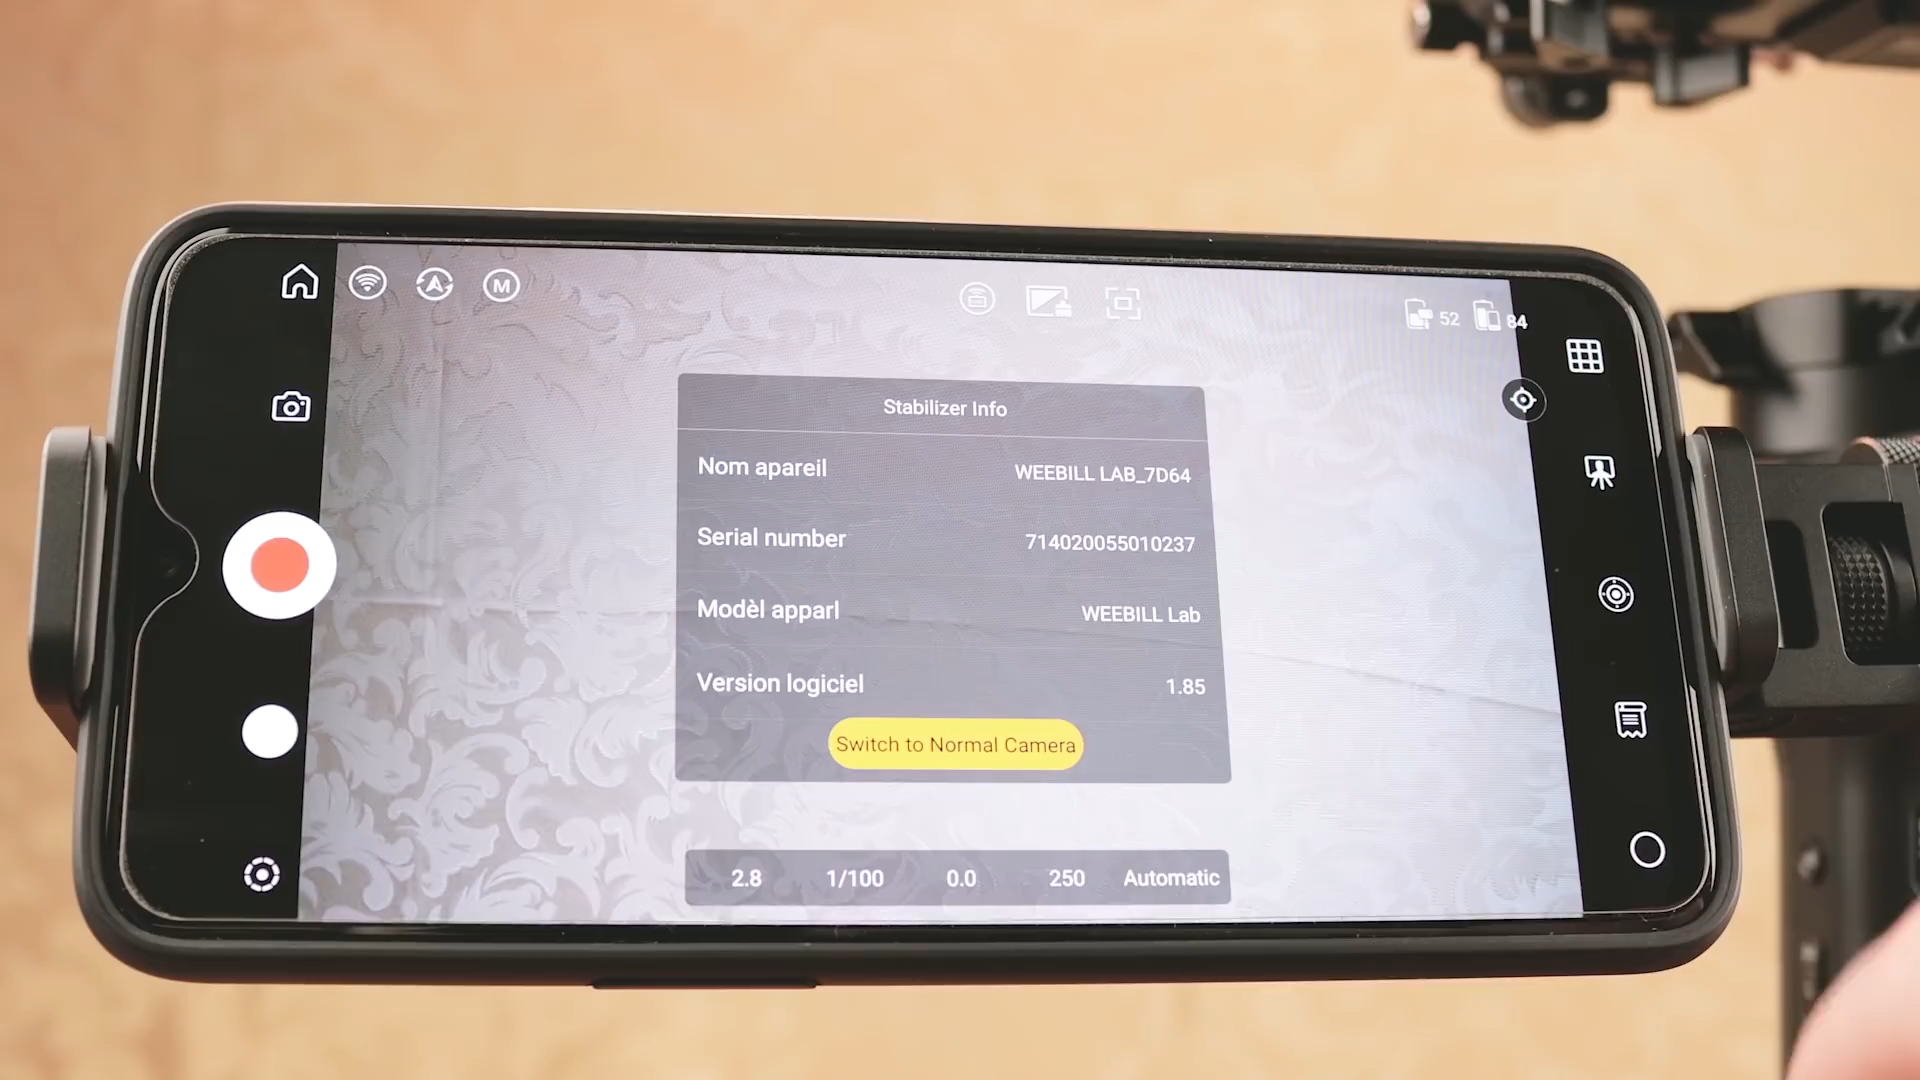 M
52 84
Stabilizer Info
Nom apareil WEEBILL LAB_7D64
Serial number 714020055010237
Modèl apparl WEEBILL Lab
Version logiciel 1.85
Switch to Normal Camera
2.8 1/100 0.0 250 Automatic